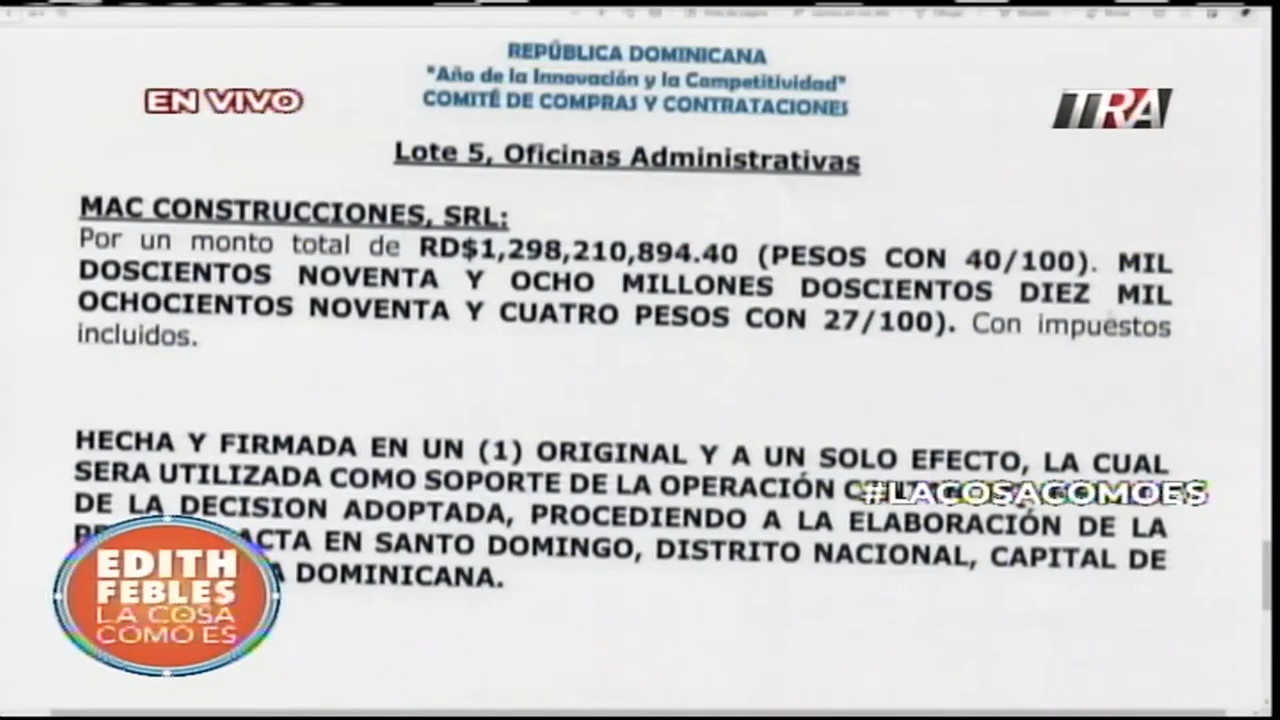 REPÚBLICA DOMINICANA
"Año de la Innovación y la Competitividad"
COMITÉ DE COMPRAS Y CONTRATACIONES
EN VIVO
TRA
Lote 5, Oficinas Administrativas
MAC CONSTRUCCIONES, SRL:
Por un monto total de RD$1,298,210,894.40 (PESOS CON 40/100). MIL
DOSCIENTOS NOVENTA Y OCHO MILLONES DOSCIENTOS DIEZ MIL
OCHOCIENTOS NOVENTA Y CUATRO PESOS CON 27/100). Con impuestos
incluidos.
HECHA Y FIRMADA EN UN (1) ORIGINAL Y A UN SOLO EFECTO, LA CUAL
SERA UTILIZADA COMO SOPORTE DE LA OPERACIÓN
#LACOSACOMOES
DE LA DECISION ADOPTADA, PROCEDIENDO A LA ELABORACIÓN DE LA
ACTA EN SANTO DOMINGO, DISTRITO NACIONAL, CAPITAL DE
DOMINICANA.
EDITH
FEBLES
LA COSA
COMO ES